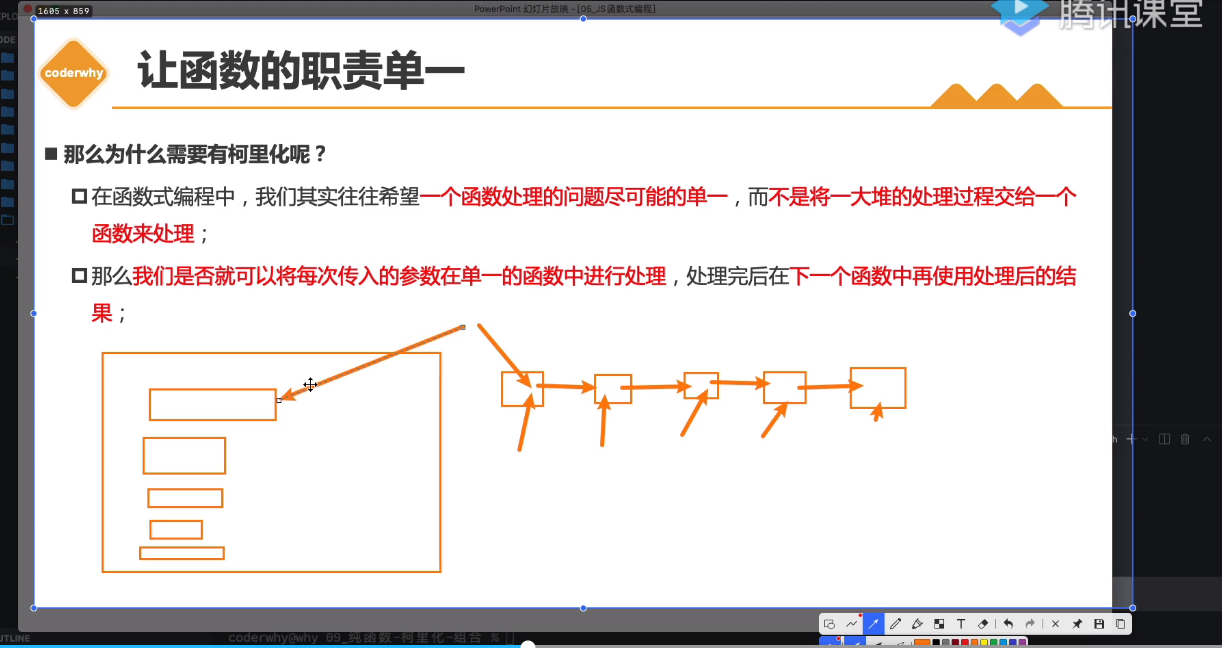 1605 x 859
PowerPoint 幻灯片放映 - [06_JS函数式编程]
腾讯课堂
coderwhy
让函数的职责单一
那么为什么需要有柯里化呢？
在函数式编程中，我们其实往往希望一个函数处理的问题尽可能的单一，而不是将一大堆的处理过程交给一个
函数来处理；
那么我们是否就可以将每次传入的参数在单一的函数中进行处理，处理完后在下一个函数中再使用处理后的结
果；
UTLINE
coderwhy@why 09_纯函数-柯里化-组合 %